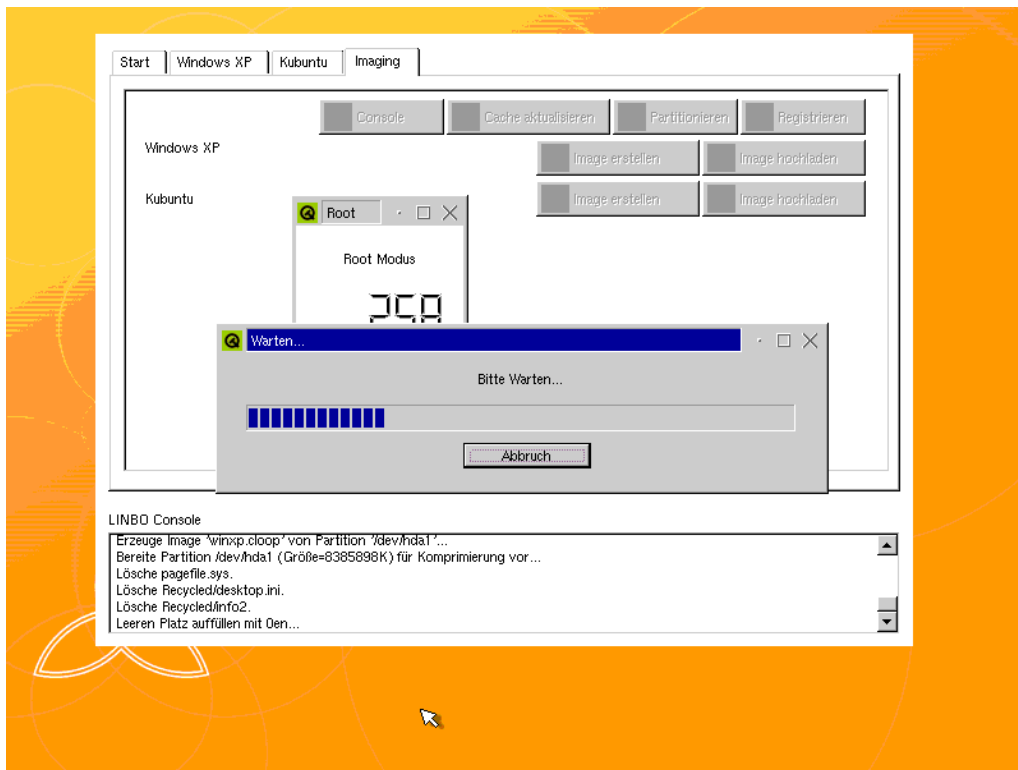 Start Windows XP Kubuntu Imaging
Console Cache aktualisieren Partitionieren Registrieren
Windows XP Image erstellen Image hochladen
Kubuntu Image erstellen Image hochladen
Root
Root Modus
258
Warten...
Bitte Warten...
Abbruch
LINBO Console
Erzeuge Image 'winxp.cloop' von Partition '/dev/hda1'...
Bereite Partition /dev/hda1 (Größe=8385898K) für Komprimierung vor...
Lösche pagefile.sys.
Lösche Recycled/desktop.ini.
Lösche Recycled/info2.
Leeren Platz auffüllen mit 0en...